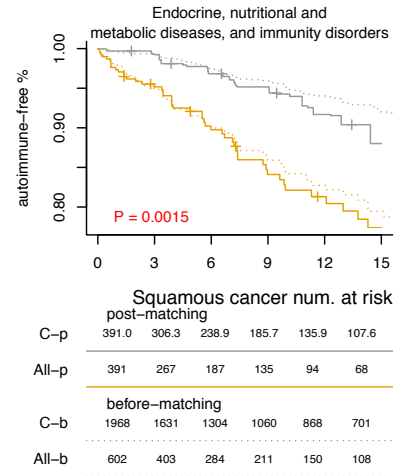 Endocrine, nutritional and
metabolic diseases, and immunity disorders
autoimmune−free %
1.00
0.90
0.80
P = 0.0015
0 3 6 9 12 15
Squamous cancer num. at risk
post−matching
C−p 391.0 306.3 238.9 185.7 135.9 107.6
All−p 391 267 187 135 94 68
before−matching
C−b 1968 1631 1304 1060 868 701
All−b 602 403 284 211 150 108